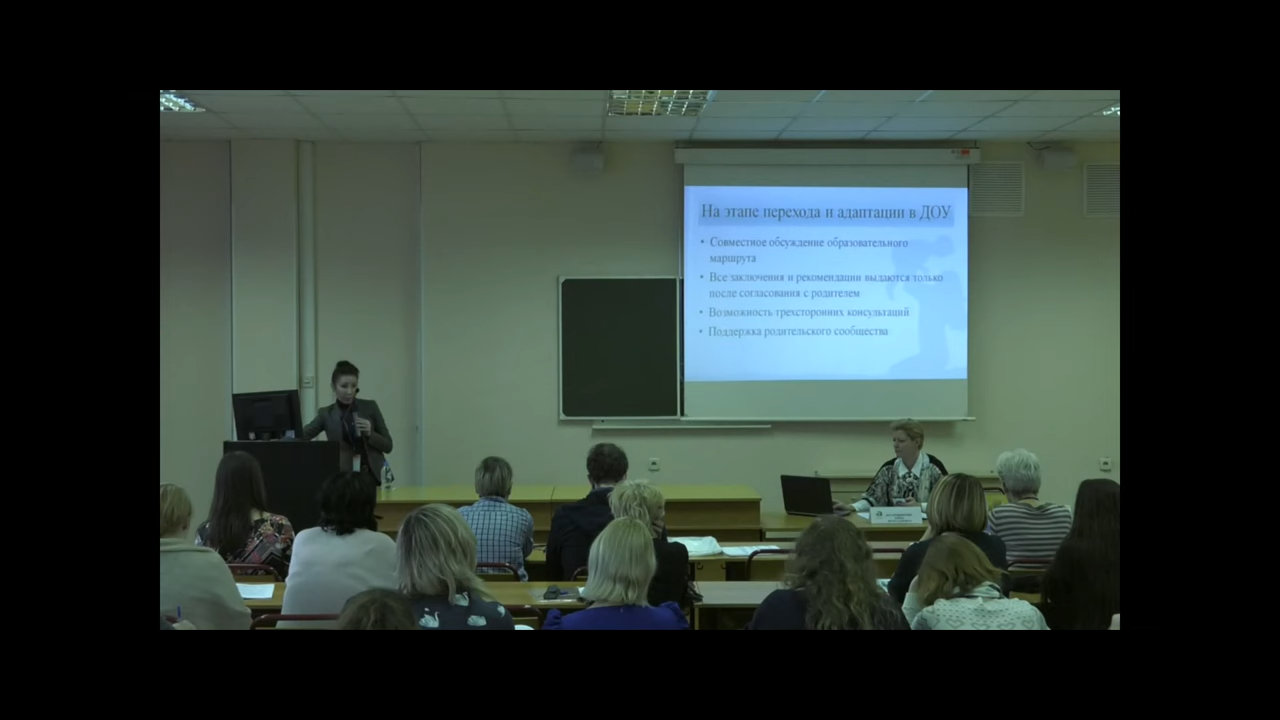 На этапе перехода и адаптации в ДОУ
• Совместное обсуждение образовательного
маршрута
• Все заключения и рекомендации выдаются только
после согласования с родителем
• Возможность трехсторонних консультаций
• Поддержка родительского сообщества